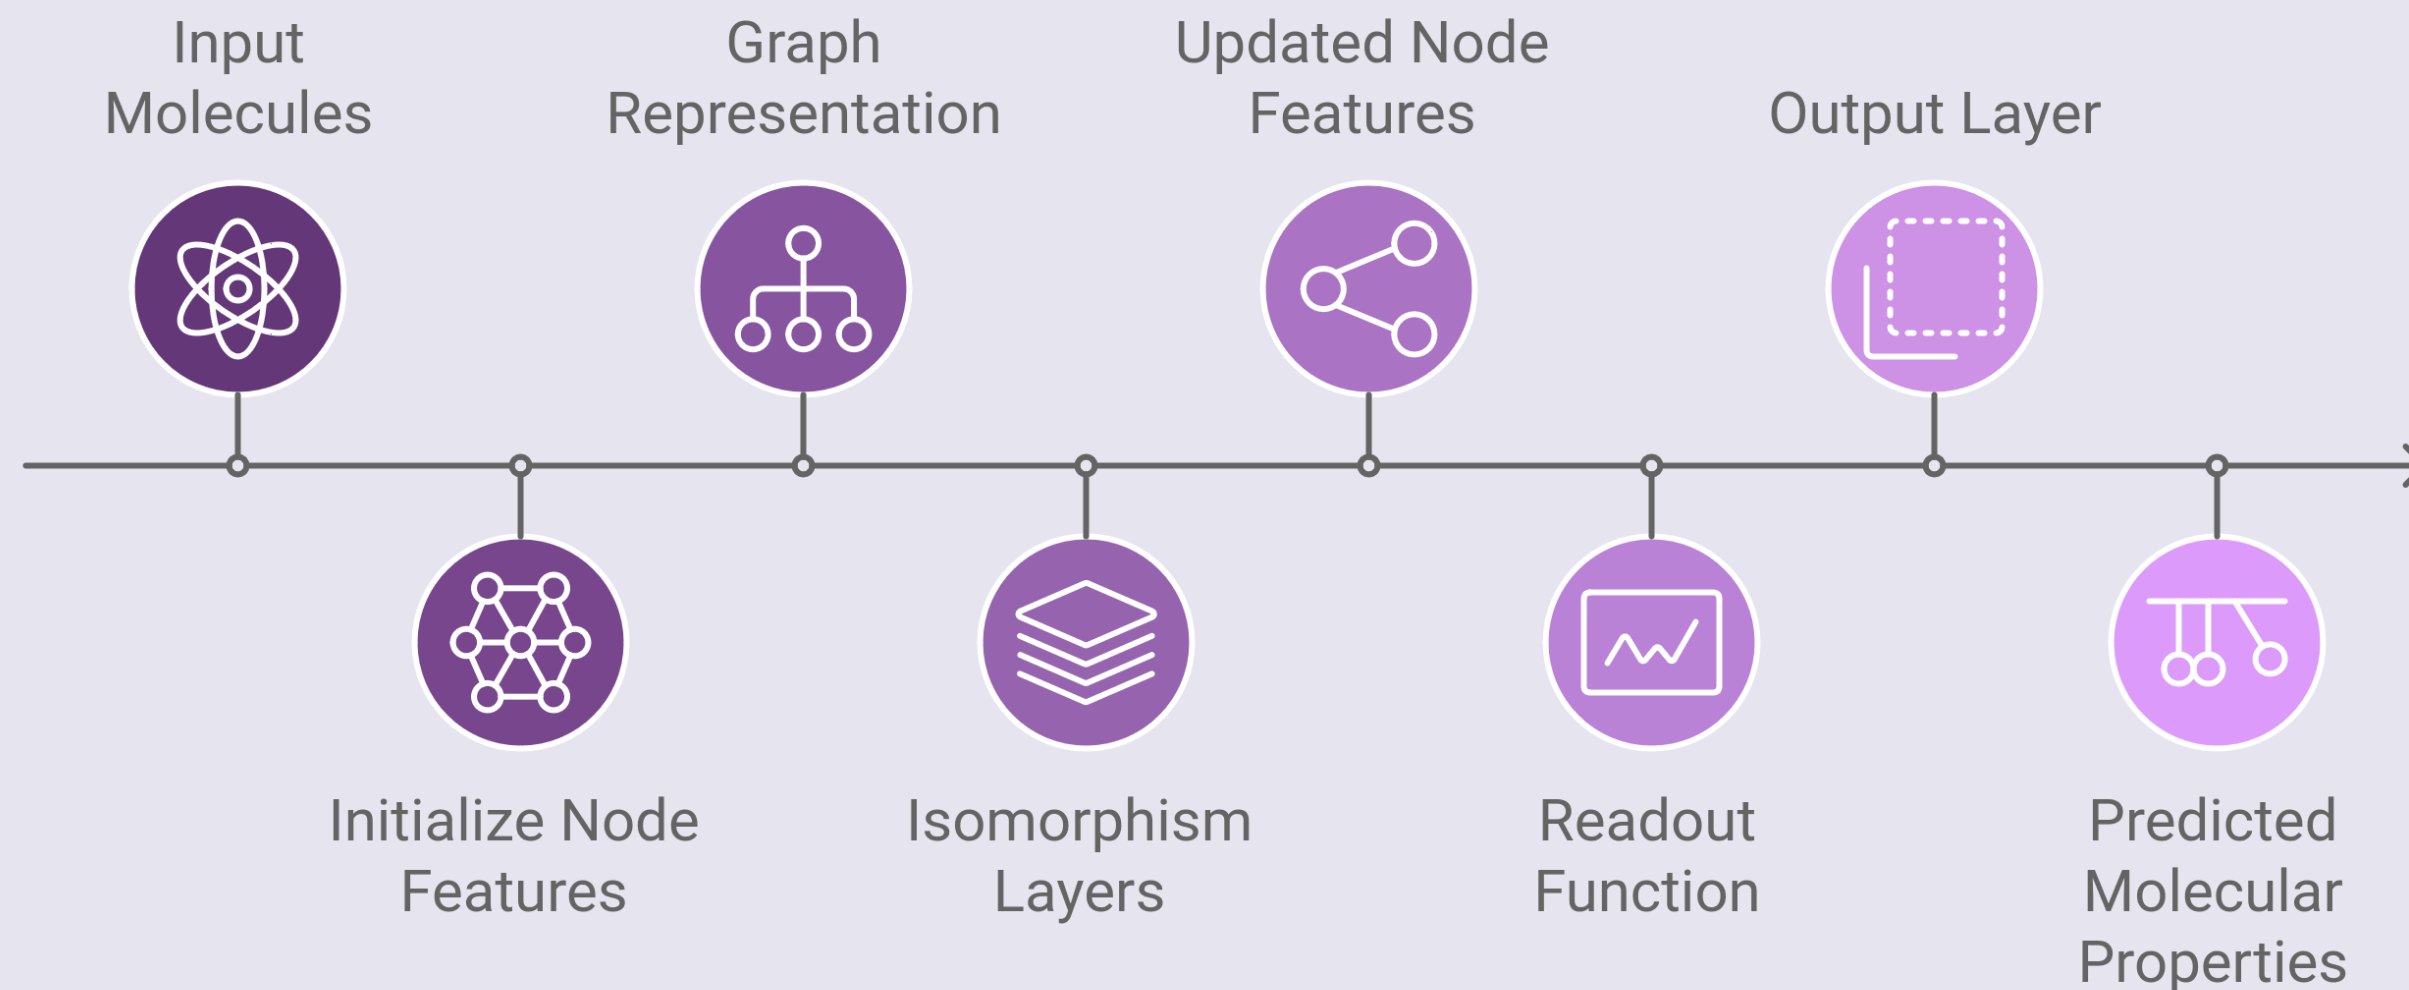 Input
Molecules
Initialize Node
Features
Graph
Representation
Isomorphism
Layers
Updated Node
Features
Readout
Function
Output Layer
Predicted
Molecular
Properties